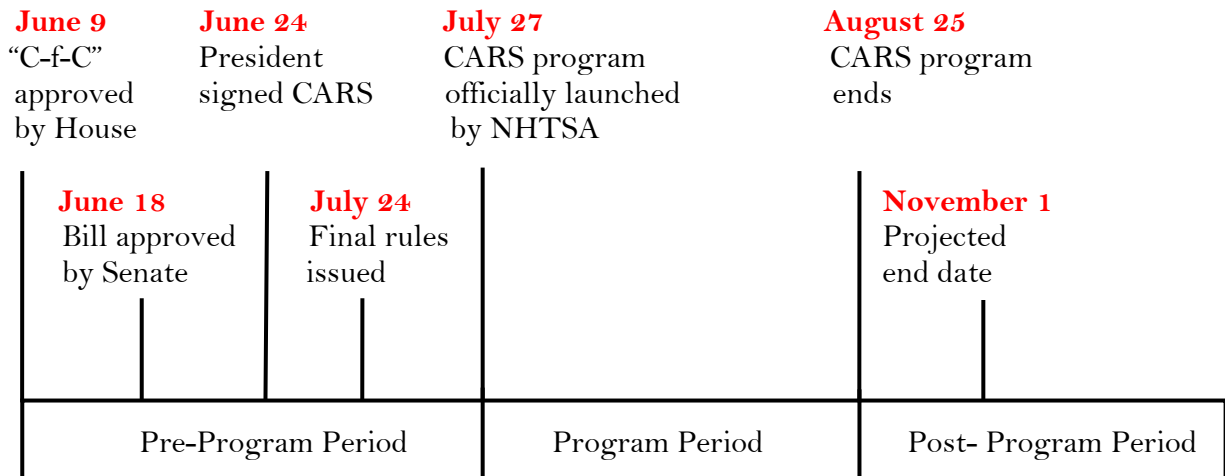 June 9
“C-f-C”
approved
by House
June 24
President
signed CARS
July 27
CARS program
officially launched
by NHTSA
August 25
CARS program
ends
June 18
Bill approved
by Senate
July 24
Final rules
issued
November 1
Projected
end date
Pre-Program Period
Program Period
Post- Program Period